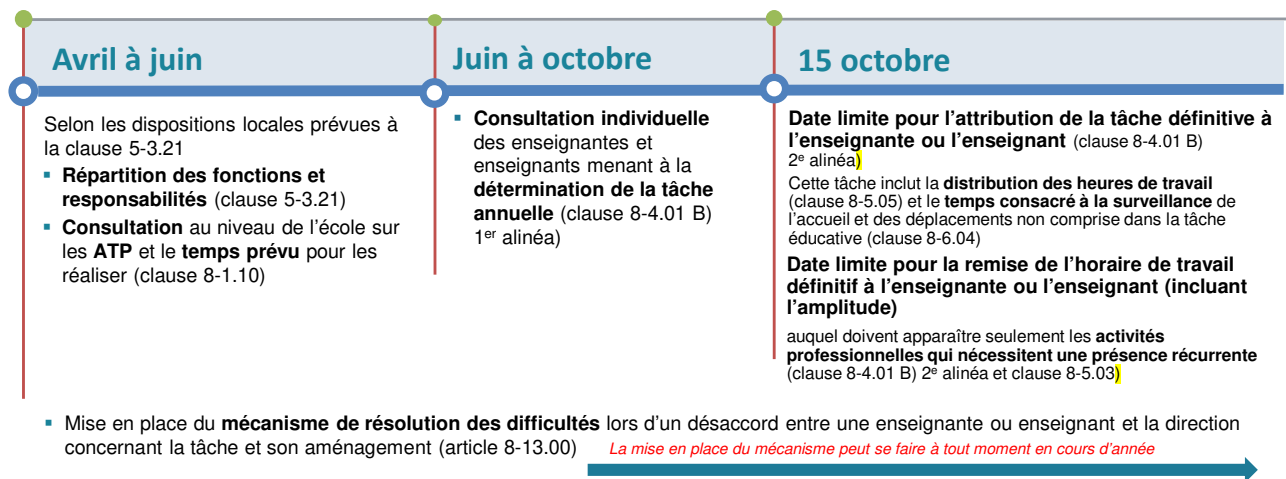 Avril à juin
Selon les dispositions locales prévues à
la clause 5-3.21
▪ Répartition des fonctions et
responsabilités (clause 5-3.21)
▪ Consultation au niveau de l'école sur
les ATP et le temps prévu pour les
réaliser (clause 8-1.10)
Juin à octobre
▪ Consultation individuelle
des enseignantes et
enseignants menant à la
détermination de la tâche
annuelle (clause 8-4.01 B)
1er alinéa)
15 octobre
Date limite pour l'attribution de la tâche définitive à
l'enseignante ou l'enseignant (clause 8-4.01 B)
2e alinéa)
Cette tâche inclut la distribution des heures de travail
(clause 8-5.05) et le temps consacré à la surveillance de
l'accueil et des déplacements non comprise dans la tâche
éducative (clause 8-6.04)
Date limite pour la remise de l'horaire de travail
définitif à l'enseignante ou l'enseignant (incluant
l'amplitude)
auquel doivent apparaître seulement les activités
professionnelles qui nécessitent une présence récurrente
(clause 8-4.01 B) 2e alinéa et clause 8-5.03)
▪ Mise en place du mécanisme de résolution des difficultés lors d'un désaccord entre une enseignante ou enseignant et la direction
concernant la tâche et son aménagement (article 8-13.00) La mise en place du mécanisme peut se faire à tout moment en cours d'année